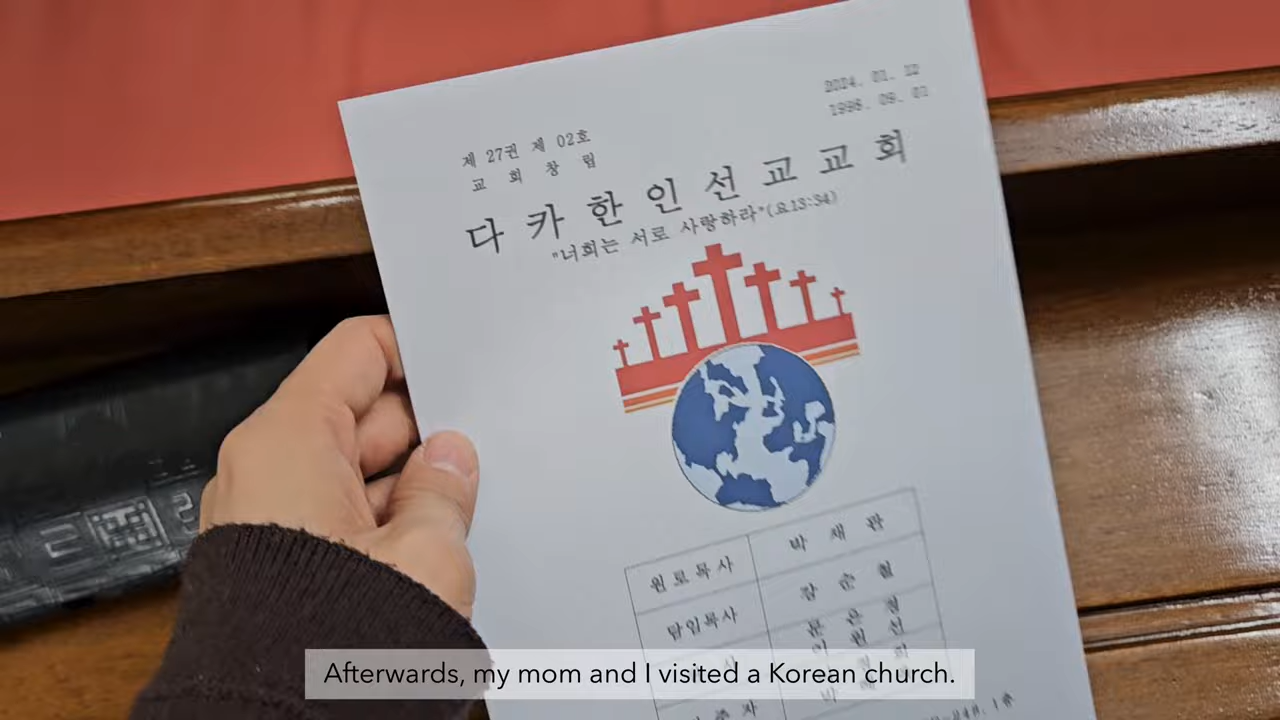 제 27권 제 02호
2024. 01. 12
교 회 창 립
1998. 09. 01
다카한인선교교회
"너희는 서로 사랑하라"(요13:34)
원로목사 박 재 관
담임목사 강 순
Afterwards, my mom and I visited a Korean church.